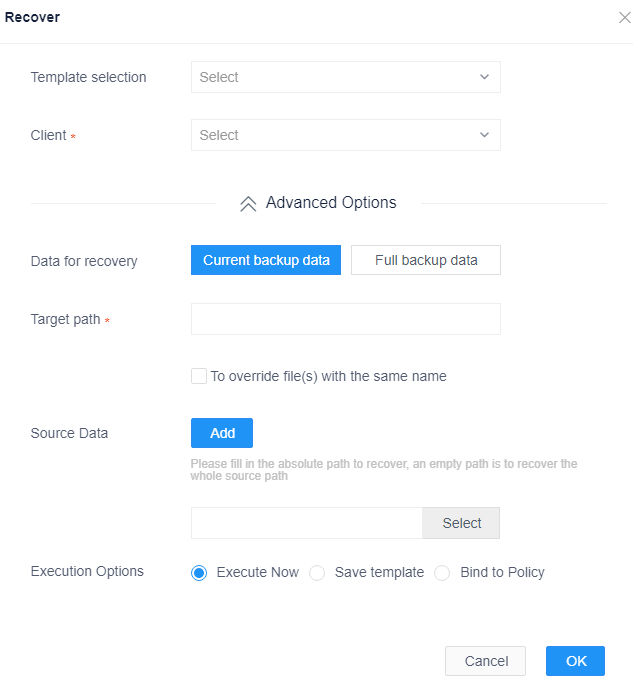 Recover
Template selection
Select
Client *
Select
Advanced Options
Data for recovery
Current backup data
Full backup data
Target path *
To override file(s) with the same name
Source Data
Add
Please fill in the absolute path to recover, an empty path is to recover the
whole source path
Select
Execution Options
Execute Now
Save template
Bind to Policy
Cancel
OK